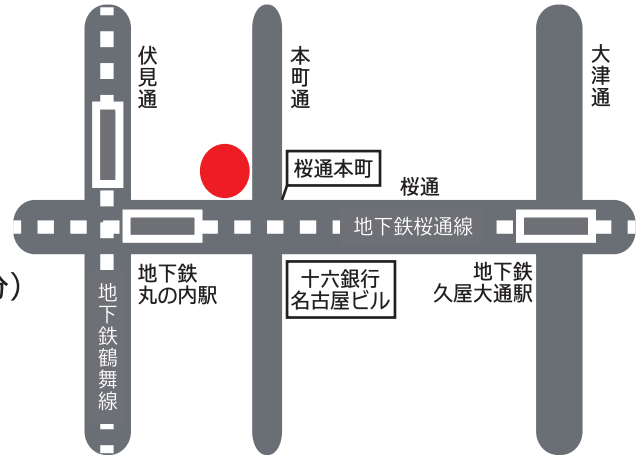 伏見通
本町通
大津通
桜通本町
桜通
地下鉄桜通線
地下鉄
丸の内駅
十六銀行
名古屋ビル
地下鉄
久屋大通駅
分）
地下鉄鶴舞線